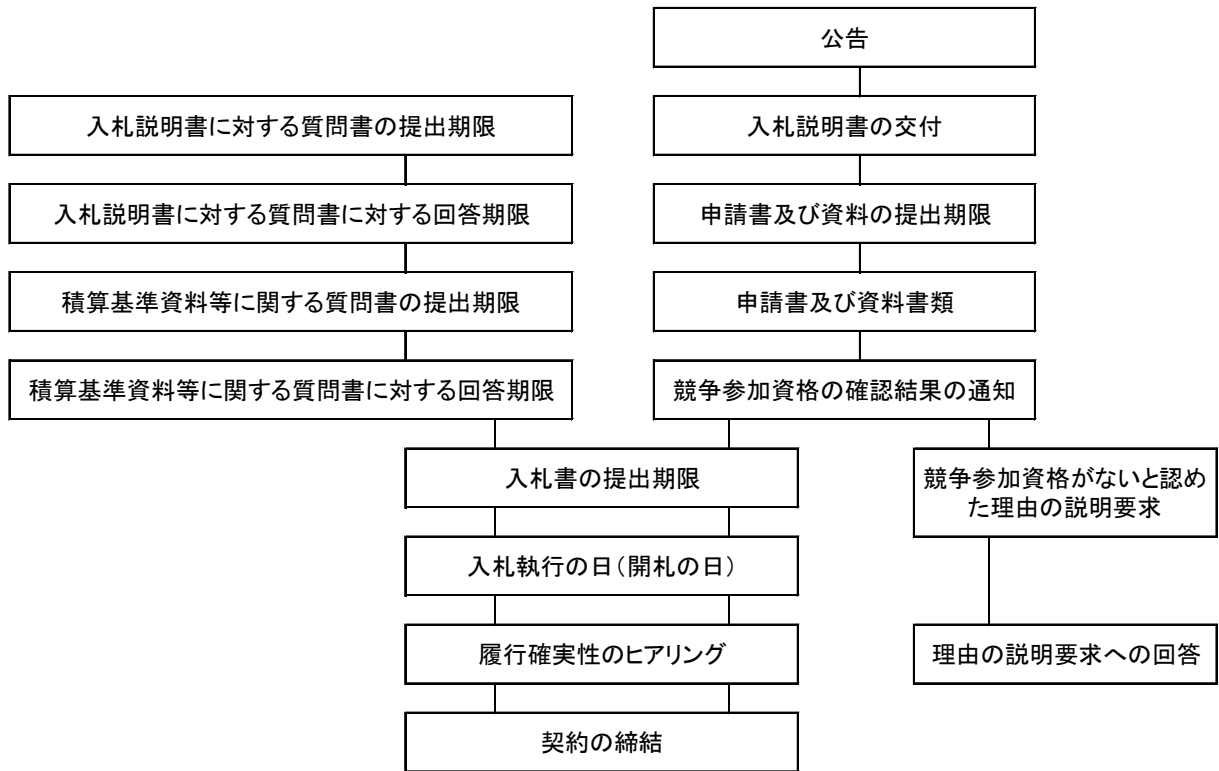 公告
入札説明書に対する質問書の提出期限
入札説明書の交付
入札説明書に対する質問書に対する回答期限
申請書及び資料の提出期限
積算基準資料等に関する質問書の提出期限
申請書及び資料書類
積算基準資料等に関する質問書に対する回答期限
競争参加資格の確認結果の通知
入札書の提出期限
競争参加資格がないと認め
た理由の説明要求
入札執行の日(開札の日)
履行確実性のヒアリング
理由の説明要求への回答
契約の締結